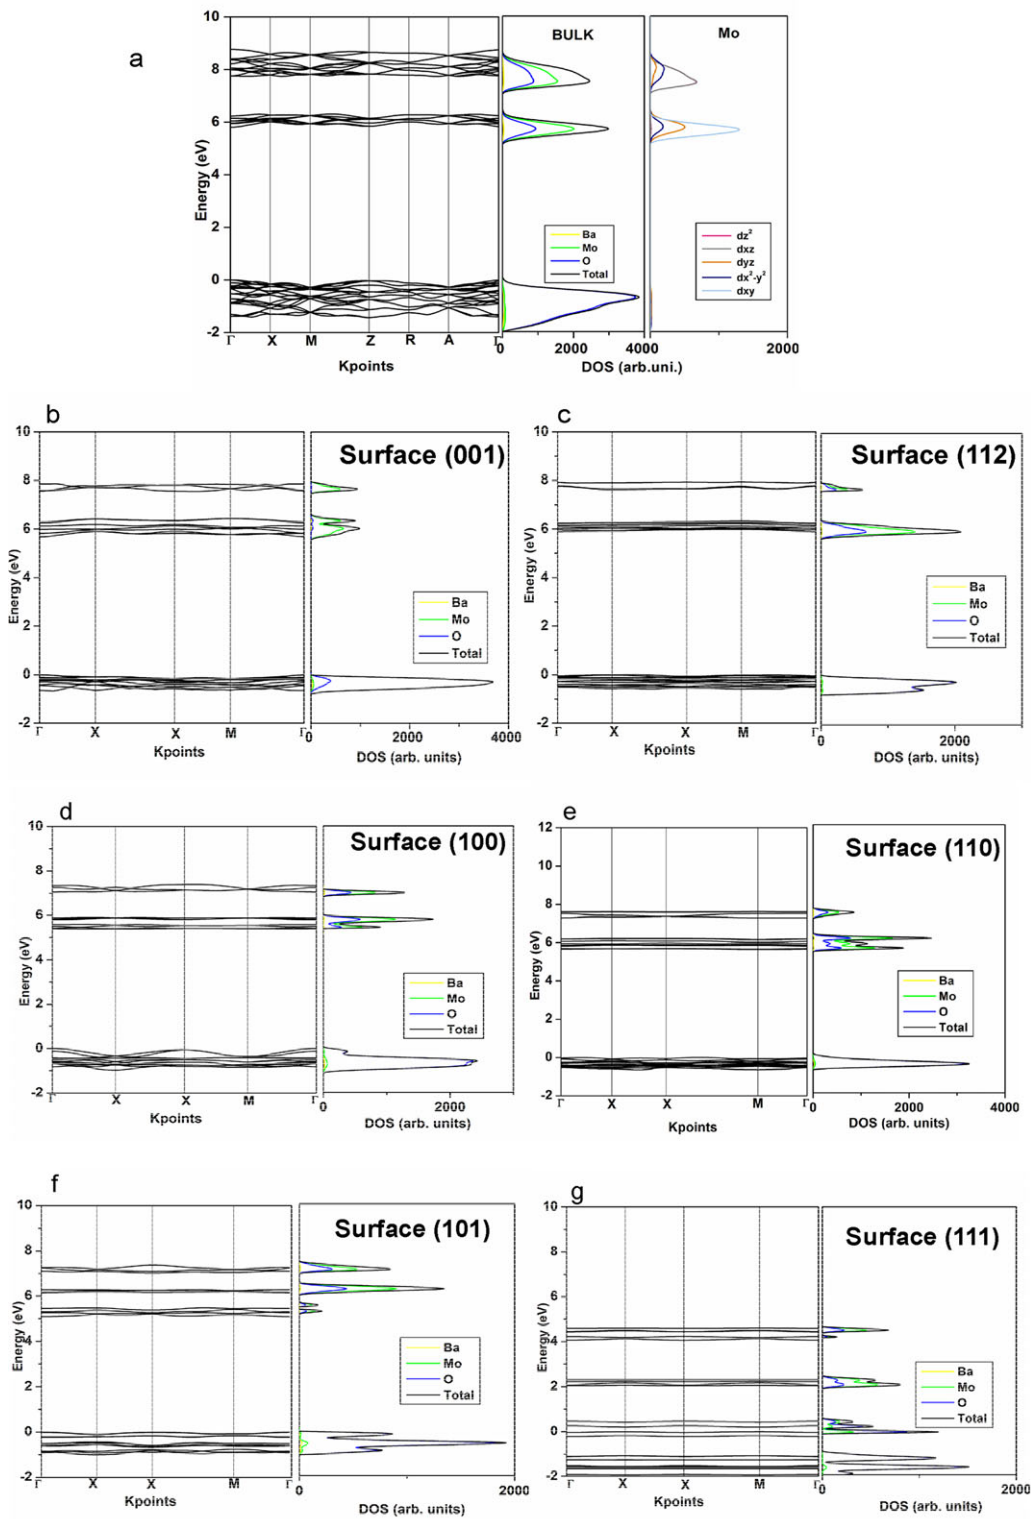 a
BULK
Mo
10
8
6
4
2
0
-2
Energy (eV)
Ba
Mo
O
Total
dz²
dxz
dyz
dx²-y²
dxy
Γ X M Z R A Γ
0 2000 4000 2000
Kpoints
DOS (arb.uni.)
b
Surface (001)
10
8
6
4
2
0
-2
Energy (eV)
Ba
Mo
O
Total
Γ X X M Γ
0 2000 4000
Kpoints
DOS (arb. units)
c
Surface (112)
10
8
6
4
2
0
-2
Energy (eV)
Ba
Mo
O
Total
Γ X X M Γ
0 2000
Kpoints
DOS (arb. units)
d
Surface (100)
10
8
6
4
2
0
-2
Energy (eV)
Ba
Mo
O
Total
Γ X X M Γ
0 2000
Kpoints
DOS (arb. units)
e
Surface (110)
12
10
8
6
4
2
0
-2
Energy (eV)
Ba
Mo
O
Total
Γ X X M Γ
0 2000 4000
Kpoints
DOS (arb. units)
f
Surface (101)
10
8
6
4
2
0
-2
Energy (eV)
Ba
Mo
O
Total
Γ X X M Γ
0 2000
Kpoints
DOS (arb. units)
g
Surface (111)
10
8
6
4
2
0
-2
Energy (eV)
Ba
Mo
O
Total
Γ X X M Γ
0 2000
Kpoints
DOS (arb. units)